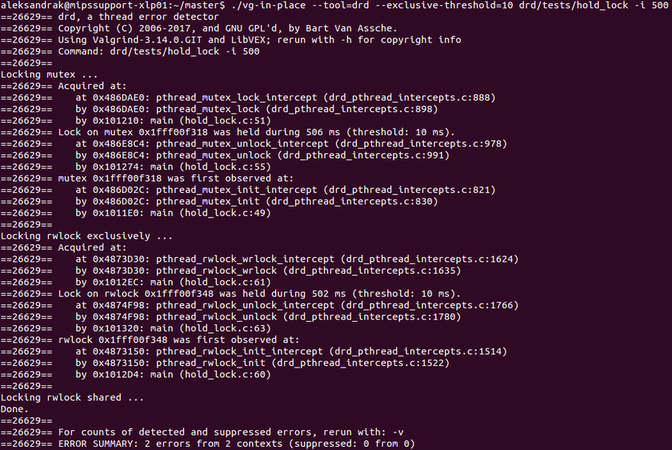 aleksandrak@mipssupport-xlp01:~/master$ ./vg-in-place --tool=drd --exclusive-threshold=10 drd/tests/hold_lock -i 500
==26629== drd, a thread error detector
==26629== Copyright (C) 2006-2017, and GNU GPL'd, by Bart Van Assche.
==26629== Using Valgrind-3.14.0.GIT and LibVEX; rerun with -h for copyright info
==26629== Command: drd/tests/hold_lock -i 500
==26629==
Locking mutex ...
==26629== Acquired at:
==26629==    at 0x486DAE0: pthread_mutex_lock_intercept (drd_pthread_intercepts.c:888)
==26629==    by 0x486DAE0: pthread_mutex_lock (drd_pthread_intercepts.c:898)
==26629==    by 0x101210: main (hold_lock.c:51)
==26629== Lock on mutex 0x1fff00f318 was held during 506 ms (threshold: 10 ms).
==26629==    at 0x486E8C4: pthread_mutex_unlock_intercept (drd_pthread_intercepts.c:978)
==26629==    by 0x486E8C4: pthread_mutex_unlock (drd_pthread_intercepts.c:991)
==26629==    by 0x101274: main (hold_lock.c:55)
==26629== mutex 0x1fff00f318 was first observed at:
==26629==    at 0x486D02C: pthread_mutex_init_intercept (drd_pthread_intercepts.c:821)
==26629==    by 0x486D02C: pthread_mutex_init (drd_pthread_intercepts.c:830)
==26629==    by 0x1011E0: main (hold_lock.c:49)
==26629==
Locking rwlock exclusively ...
==26629== Acquired at:
==26629==    at 0x4873D30: pthread_rwlock_wrlock_intercept (drd_pthread_intercepts.c:1624)
==26629==    by 0x4873D30: pthread_rwlock_wrlock (drd_pthread_intercepts.c:1635)
==26629==    by 0x1012EC: main (hold_lock.c:61)
==26629== Lock on rwlock 0x1fff00f348 was held during 502 ms (threshold: 10 ms).
==26629==    at 0x4874F98: pthread_rwlock_unlock_intercept (drd_pthread_intercepts.c:1766)
==26629==    by 0x4874F98: pthread_rwlock_unlock (drd_pthread_intercepts.c:1780)
==26629==    by 0x101320: main (hold_lock.c:63)
==26629== rwlock 0x1fff00f348 was first observed at:
==26629==    at 0x4873150: pthread_rwlock_init_intercept (drd_pthread_intercepts.c:1514)
==26629==    by 0x4873150: pthread_rwlock_init (drd_pthread_intercepts.c:1522)
==26629==    by 0x1012D4: main (hold_lock.c:60)
==26629==
Locking rwlock shared ...
Done.
==26629==
==26629== For counts of detected and suppressed errors, rerun with: -v
==26629== ERROR SUMMARY: 2 errors from 2 contexts (suppressed: 0 from 0)